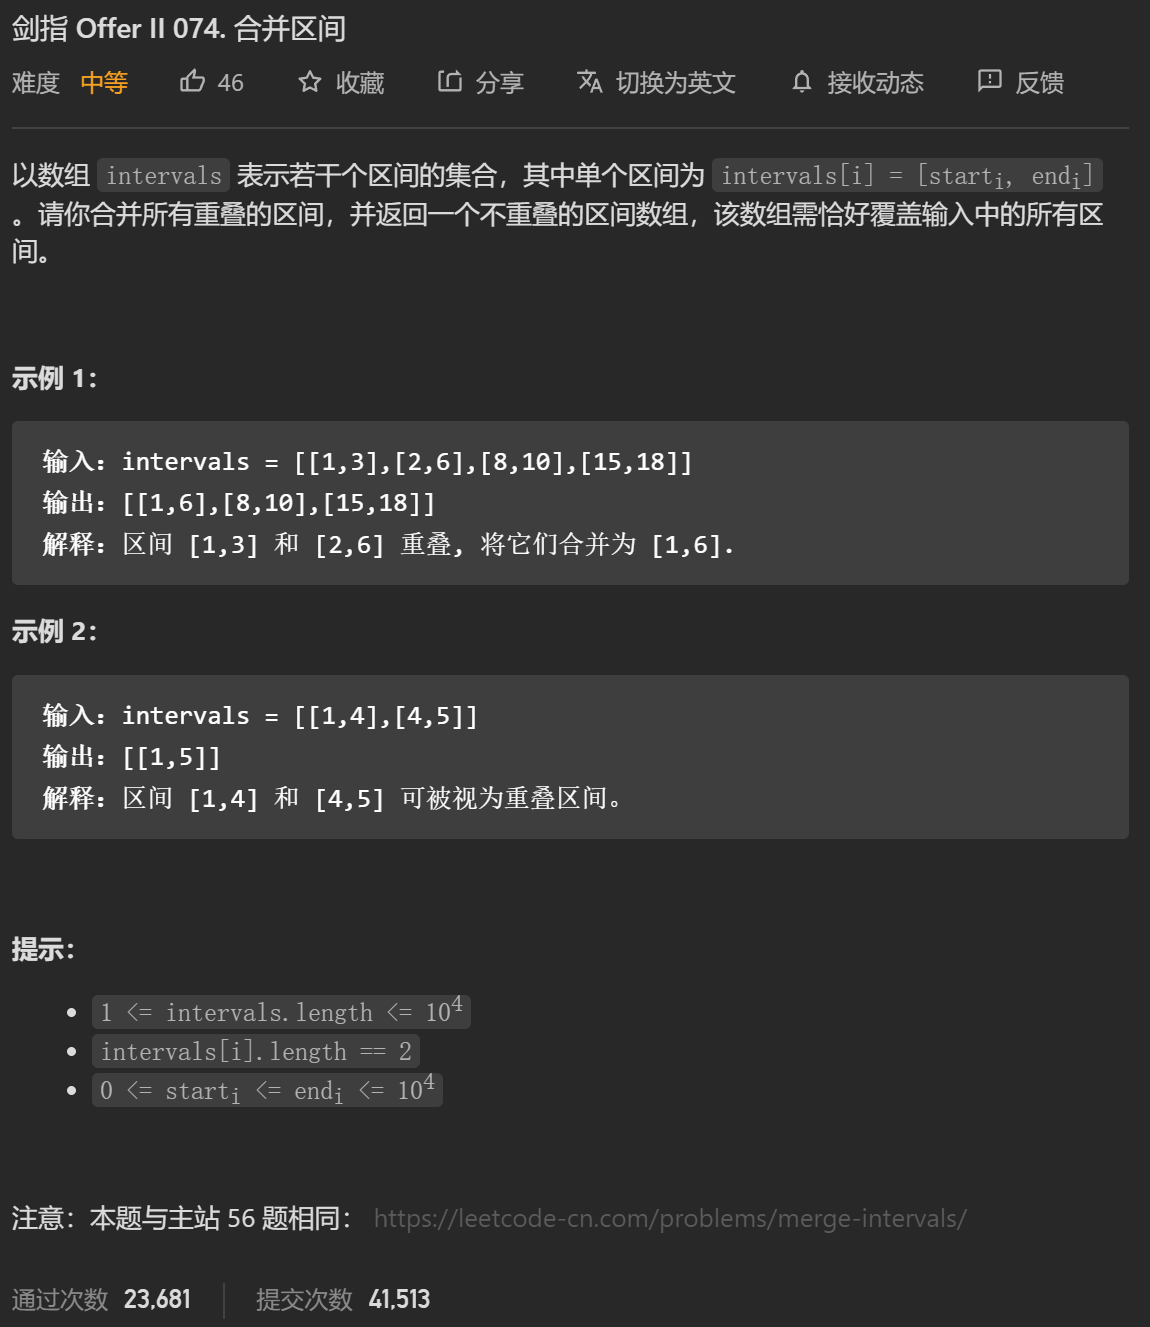 剑指 Offer II 074. 合并区间
难度 中等 46 收藏 分享 切换为英文 接收动态 反馈
以数组 intervals 表示若干个区间的集合，其中单个区间为 intervals[i] = [starti, endi]
。请你合并所有重叠的区间，并返回一个不重叠的区间数组，该数组需恰好覆盖输入中的所有区
间。
示例 1：
输入：intervals = [[1,3],[2,6],[8,10],[15,18]]
输出：[[1,6],[8,10],[15,18]]
解释：区间 [1,3] 和 [2,6] 重叠, 将它们合并为 [1,6].
示例 2：
输入：intervals = [[1,4],[4,5]]
输出：[[1,5]]
解释：区间 [1,4] 和 [4,5] 可被视为重叠区间。
提示：
1 <= intervals.length <= 10^4
intervals[i].length == 2
0 <= starti <= endi <= 10^4
注意：本题与主站 56 题相同： https://leetcode-cn.com/problems/merge-intervals/
通过次数 23,681 提交次数 41,513